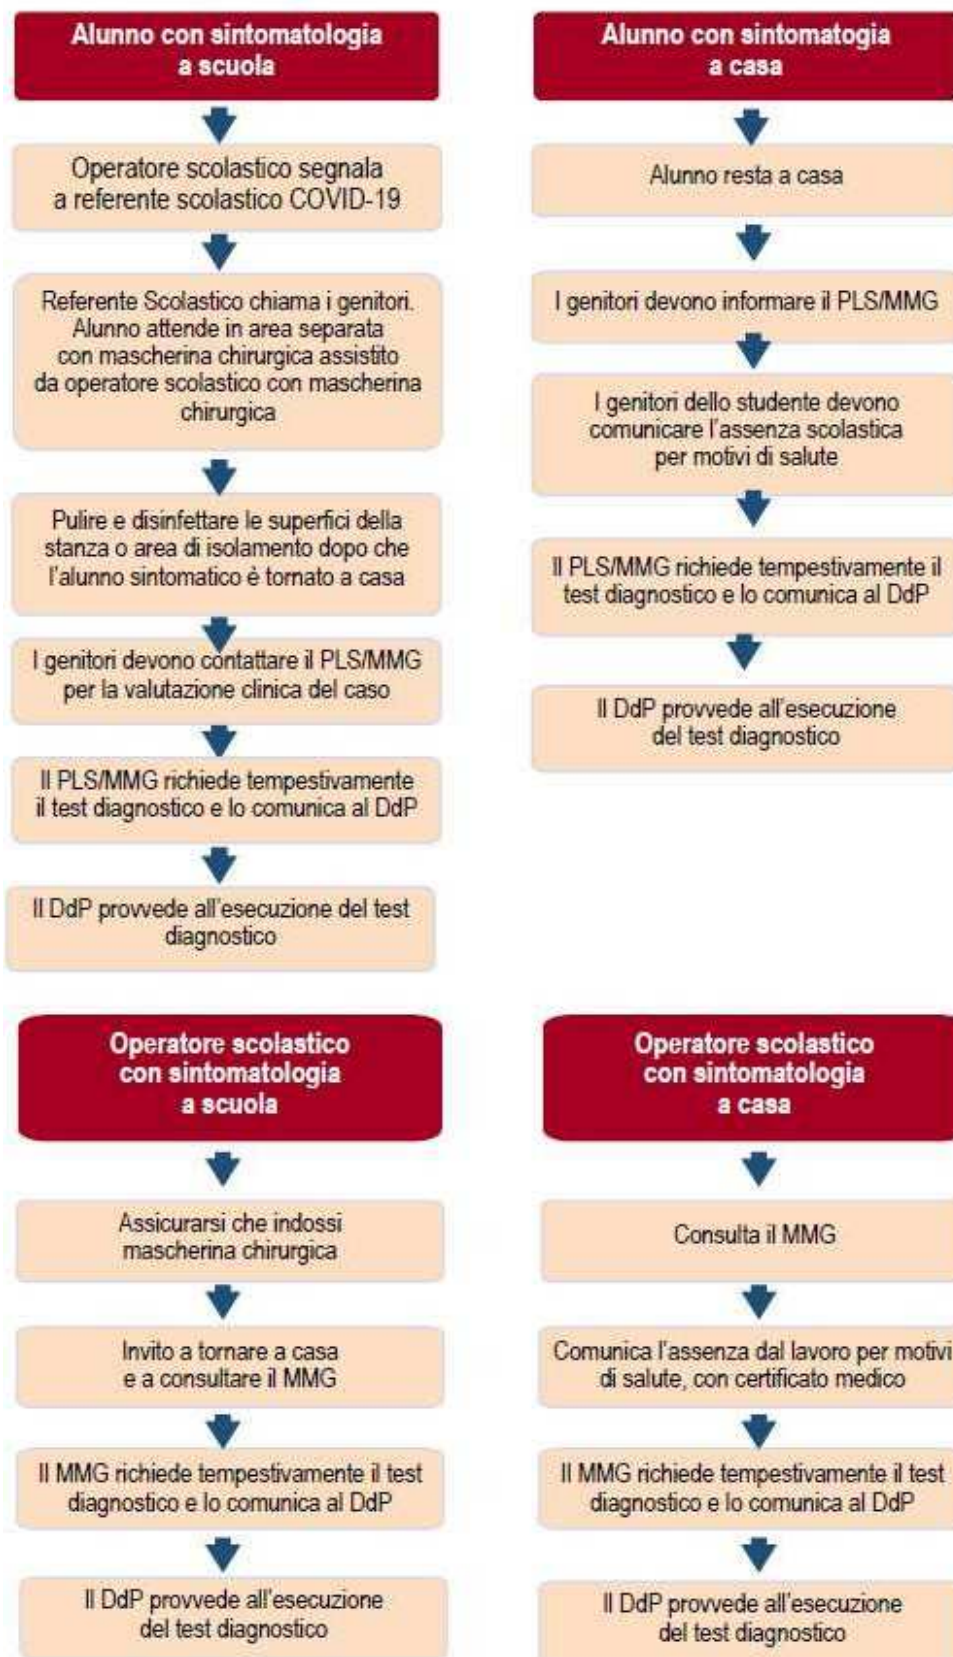 Alunno con sintomatologia
a scuola
Operatore scolastico segnala
a referente scolastico COVID-19
Referente Scolastico chiama i genitori.
Alunno attende in area separata
con mascherina chirurgica assistito
da operatore scolastico con mascherina
chirurgica
Pulire e disinfettare le superfici della
stanza o area di isolamento dopo che
l'alunno sintomatico è tornato a casa
I genitori devono contattare il PLS/MMG
per la valutazione clinica del caso
Il PLS/MMG richiede tempestivamente
il test diagnostico e lo comunica al DdP
Il DdP provvede all'esecuzione del test
diagnostico
Alunno con sintomatogia
a casa
Alunno resta a casa
I genitori devono informare il PLS/MMG
I genitori dello studente devono
comunicare l'assenza scolastica
per motivi di salute
Il PLS/MMG richiede tempestivamente il
test diagnostico e lo comunica al DdP
Il DdP provvede all'esecuzione
del test diagnostico
Operatore scolastico
con sintomatologia
a scuola
Assicurarsi che indossi
mascherina chirurgica
Invito a tornare a casa
e a consultare il MMG
Il MMG richiede tempestivamente il test
diagnostico e lo comunica al DdP
Il DdP provvede all'esecuzione
del test diagnostico
Operatore scolastico
con sintomatologia
a casa
Consulta il MMG
Comunica l'assenza dal lavoro per motivi
di salute, con certificato medico
Il MMG richiede tempestivamente il test
diagnostico e lo comunica al DdP
Il DdP provvede all'esecuzione
del test diagnostico